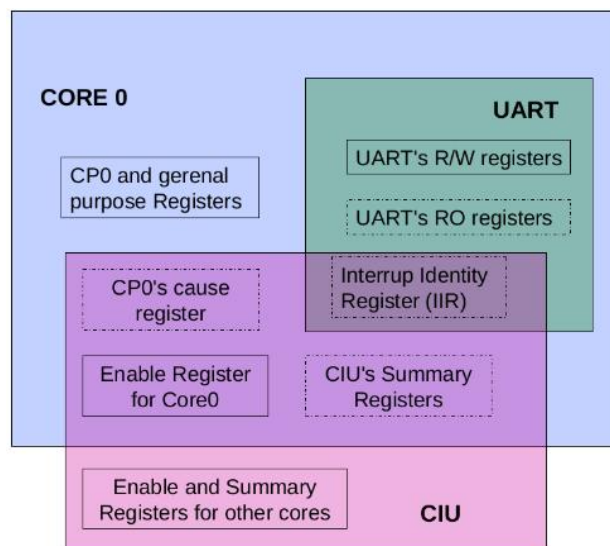 CORE 0
UART
UART's R/W registers
CP0 and gerenal
purpose Registers
UART's RO registers
CP0's cause
register
Interrup Identity
Register (IIR)
Enable Register
for Core0
CIU's Summary
Registers
Enable and Summary
Registers for other cores
CIU